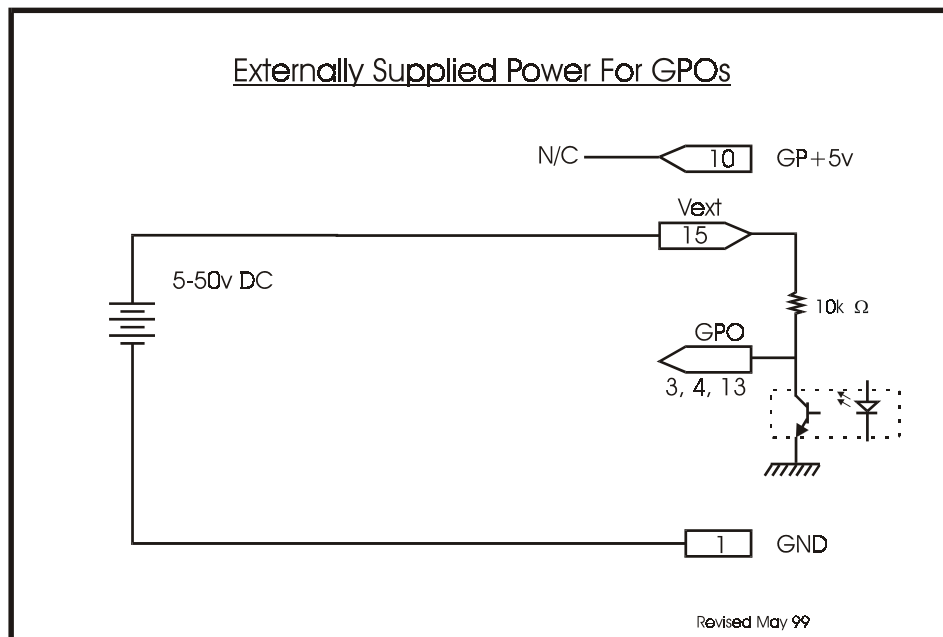 Externally Supplied Power For GPOs
N/C 10 GP+5v
Vext
15
5-50v DC
10k Ω
GPO
3, 4, 13
1 GND
Revised May 99